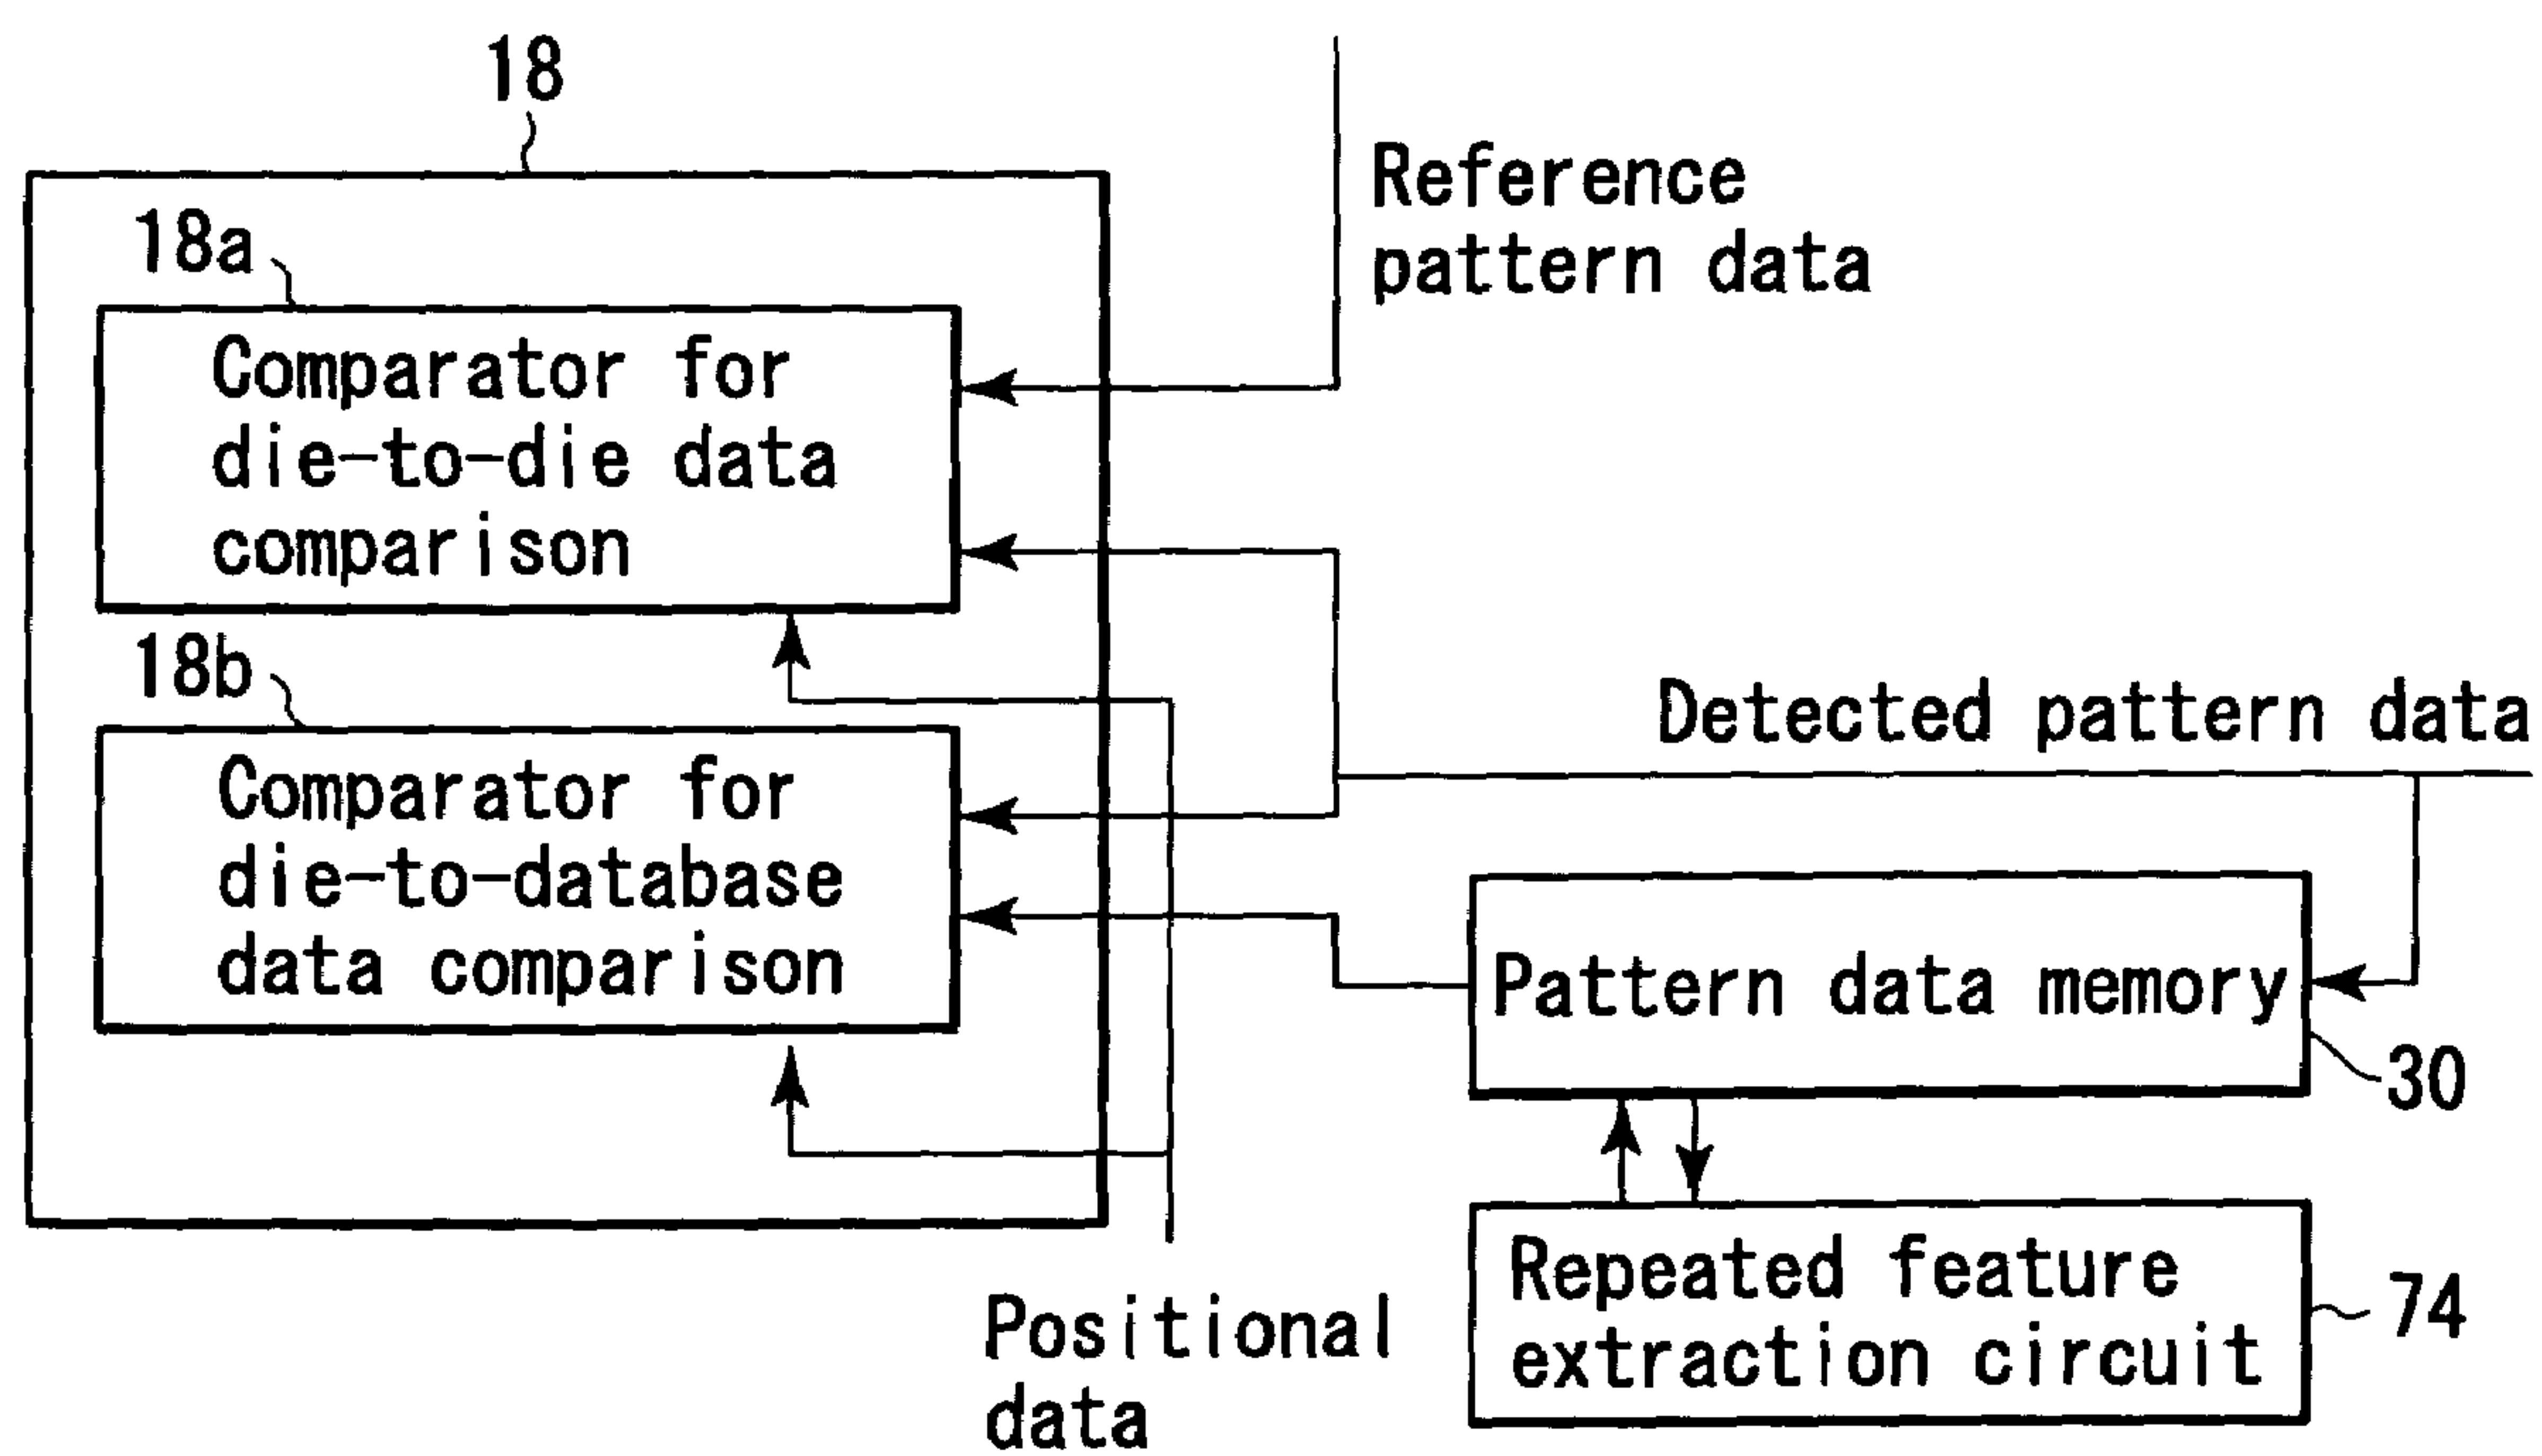 18
Reference
pattern data
18a
Comparator for
die-to-die data
comparison
18b
Detected pattern data
Comparator for
die-to-database
data comparison
Pattern data memory
30
Repeated feature
extraction circuit
74
Positional
data